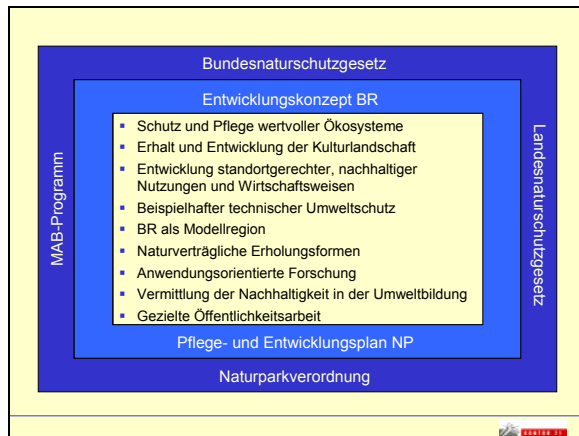 Bundesnaturschutzgesetz
Entwicklungskonzept BR
MAB-Programm
▪ Schutz und Pflege wertvoller Ökosysteme
▪ Erhalt und Entwicklung der Kulturlandschaft
▪ Entwicklung standortgerechter, nachhaltiger
Nutzungen und Wirtschaftsweisen
▪ Beispielhafter technischer Umweltschutz
▪ BR als Modellregion
▪ Naturverträgliche Erholungsformen
▪ Anwendungsorientierte Forschung
▪ Vermittlung der Nachhaltigkeit in der Umweltbildung
▪ Gezielte Öffentlichkeitsarbeit
Landesnaturschutzgesetz
Pflege- und Entwicklungsplan NP
Naturparkverordnung
KONTOR 21